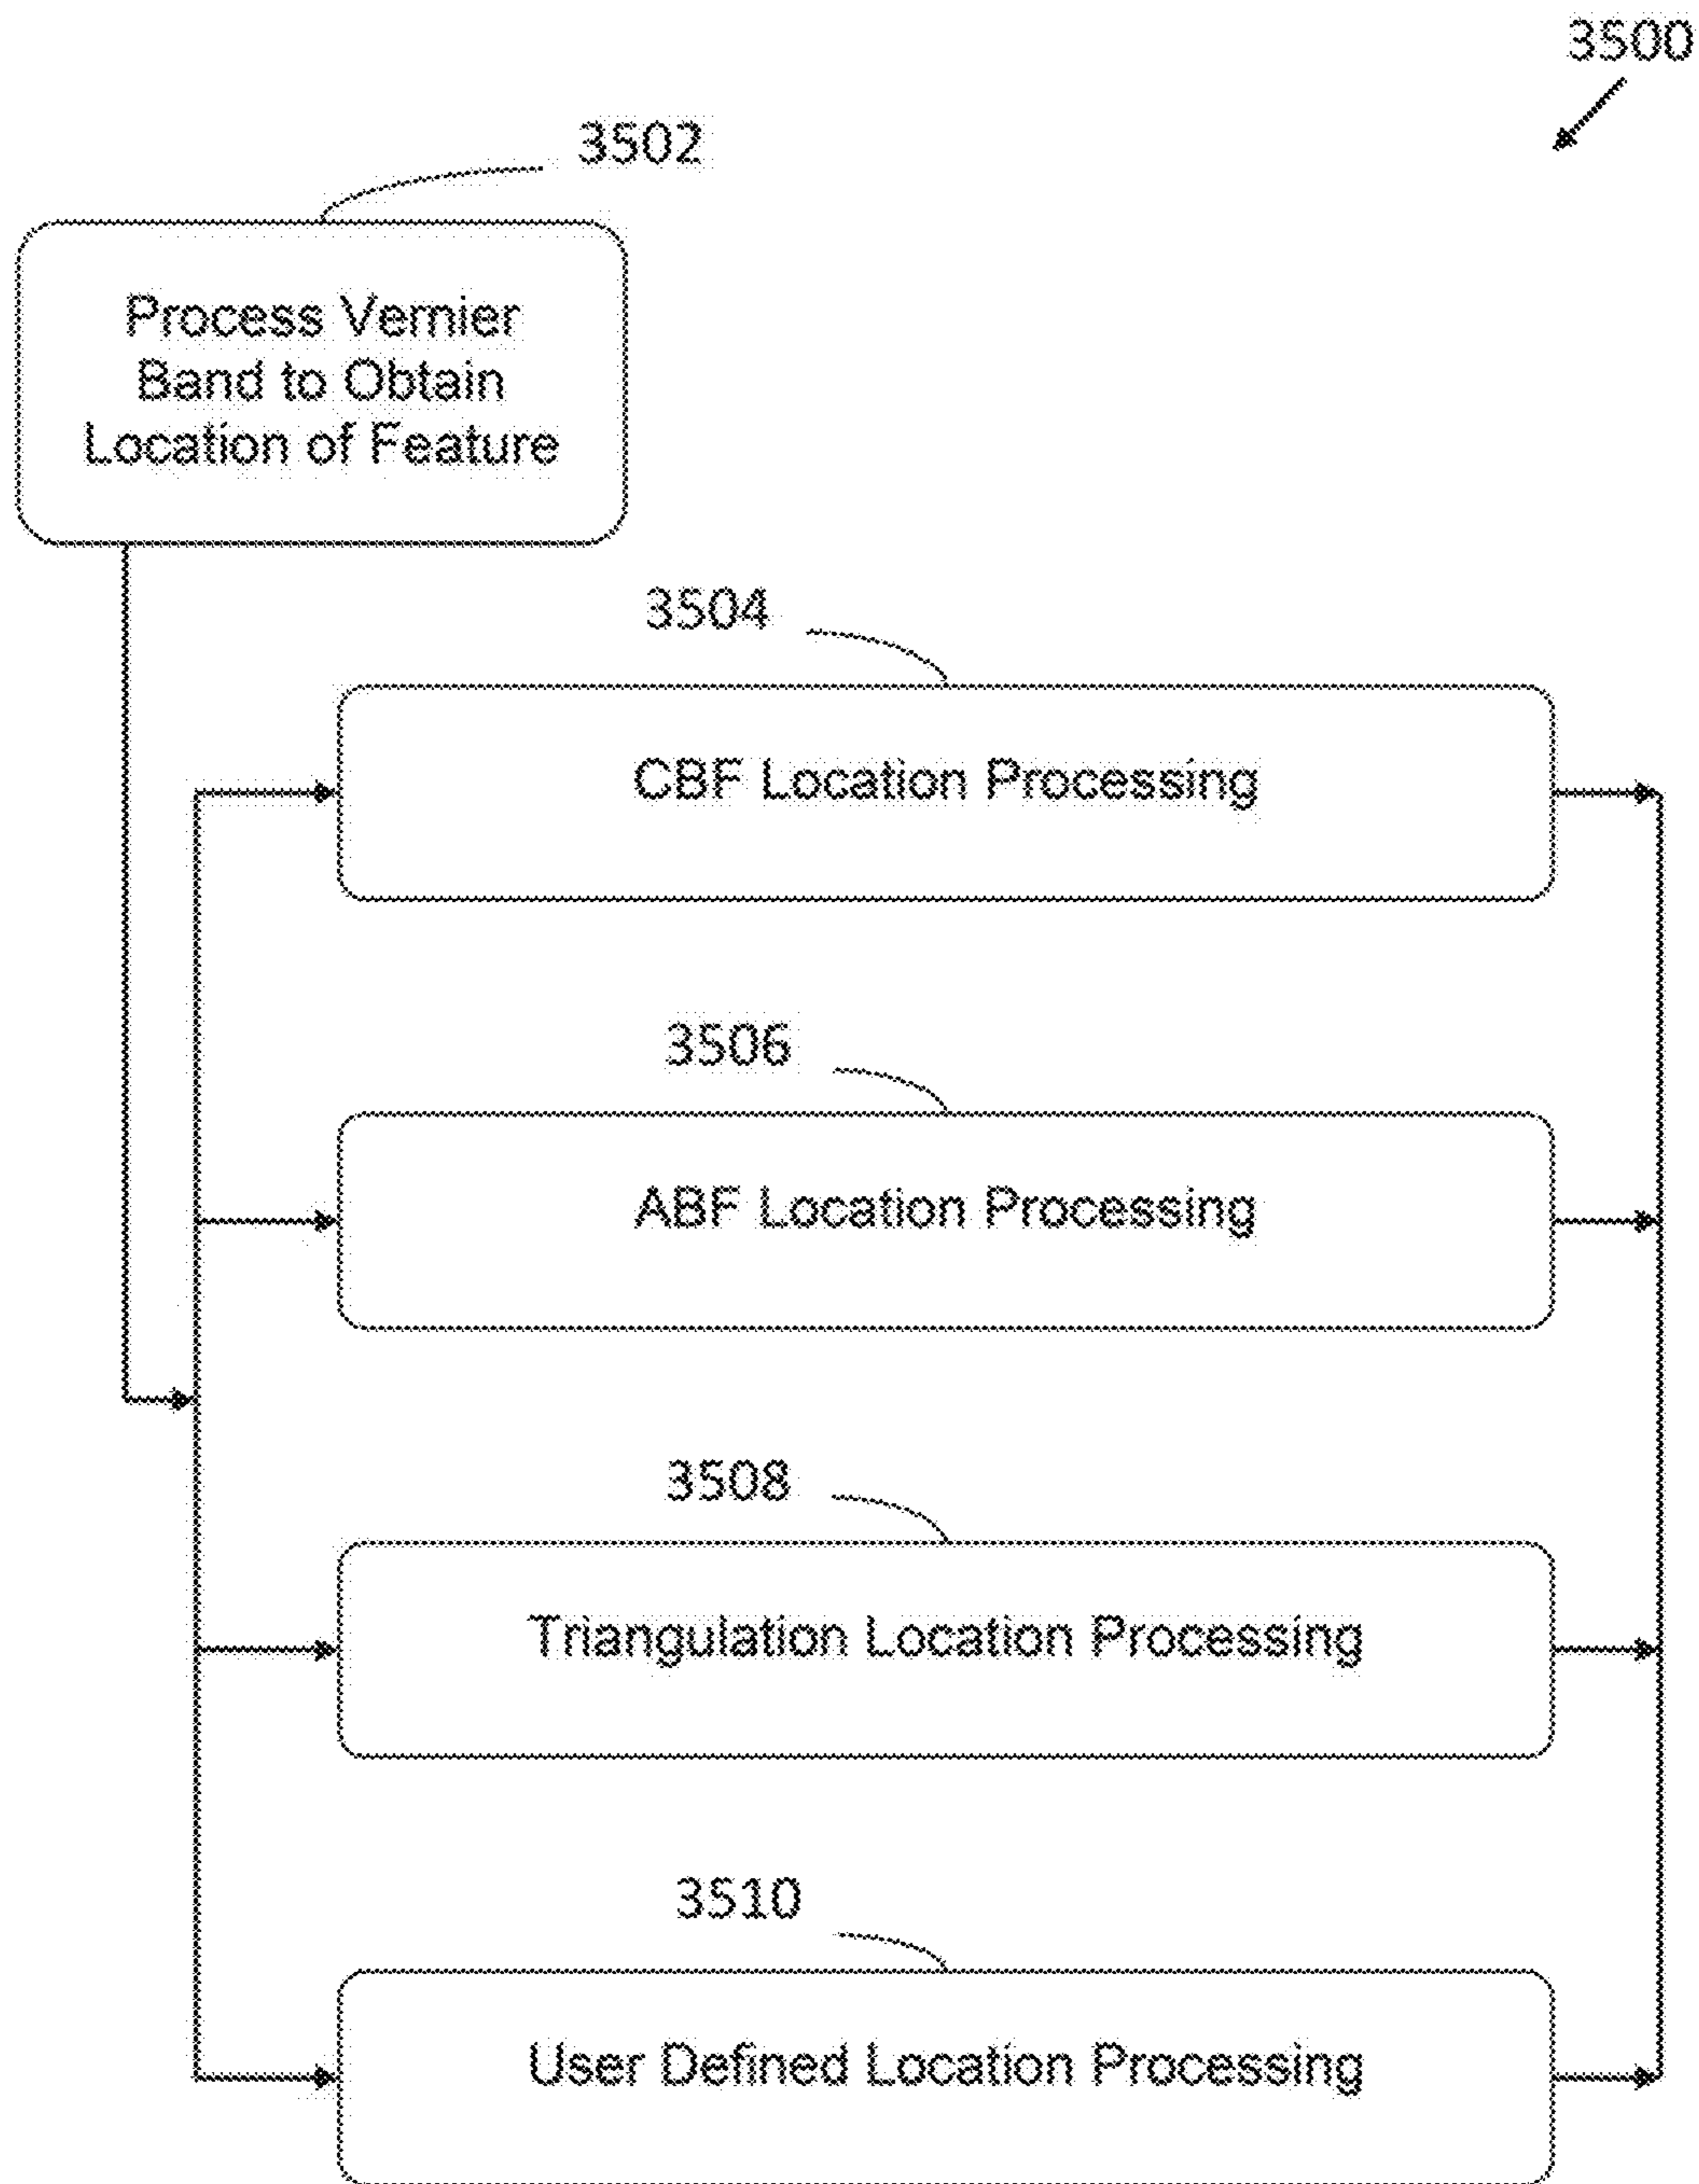 3500
3502
Process Vernier
Band to Obtain
Location of Feature
3504
CBF Location Processing
3506
ABF Location Processing
3508
Triangulation Location Processing
3510
User Defined Location Processing